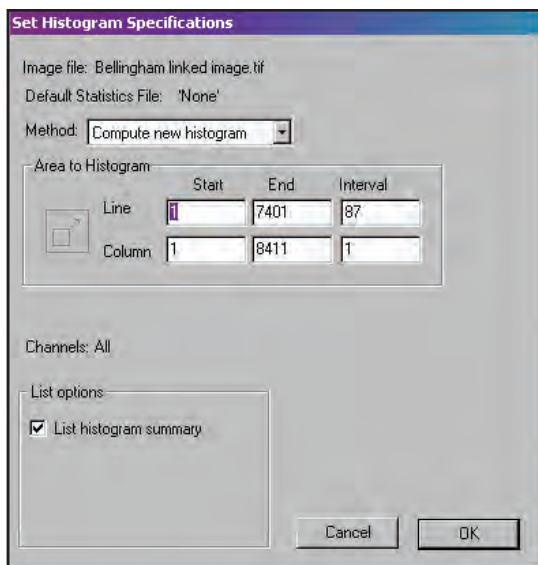 Set Histogram Specifications
Image file: Bellingham linked image.tif
Default Statistics File: 'None'
Method: Compute new histogram
Area to Histogram
Start End Interval
Line 1 7401 87
Column 1 8411 1
Channels: All
List options
List histogram summary
Cancel OK